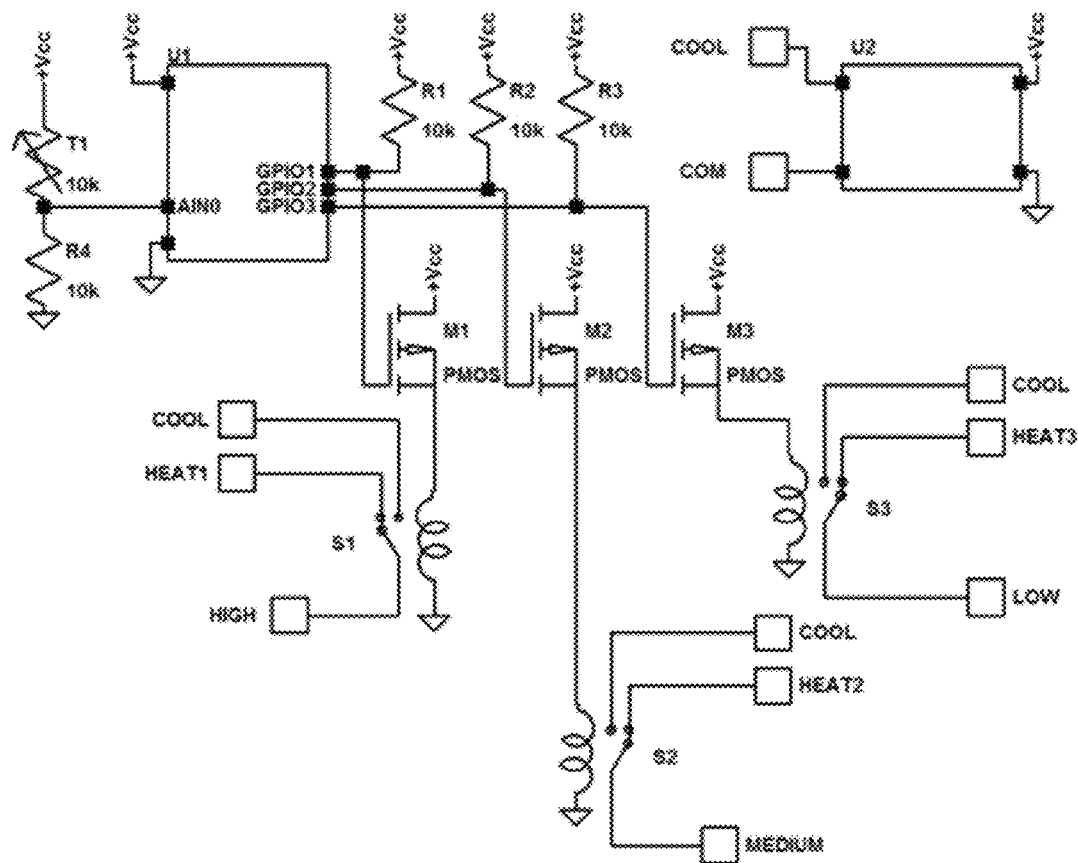 +Vcc
+Vcc
U1
+Vcc
+Vcc
+Vcc
COOL
U2
+Vcc
R1
10k
R2
10k
R3
10k
T1
10k
GPIO1
GPIO2
GPIO3
AIN0
COM
R4
10k
+Vcc
+Vcc
+Vcc
M1
PMOS
M2
PMOS
M3
PMOS
COOL
HEAT1
S1
HIGH
COOL
HEAT3
S3
LOW
COOL
HEAT2
S2
MEDIUM